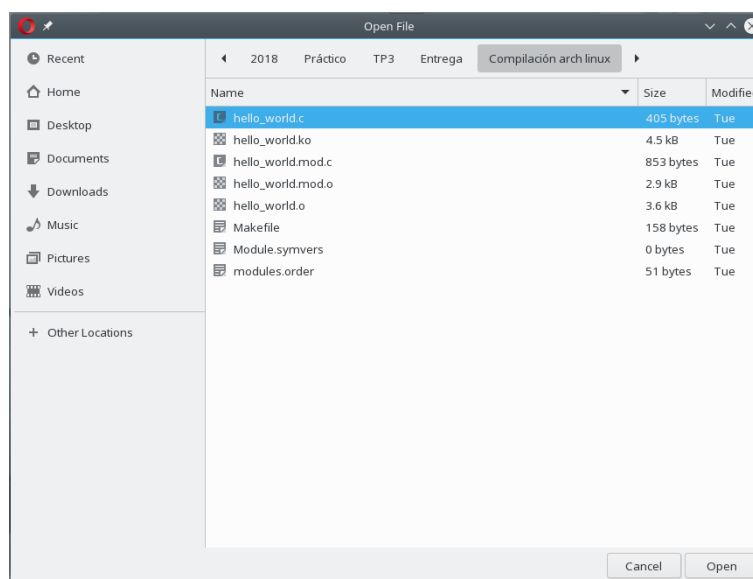 Open File
Recent
Home
Desktop
Documents
Downloads
Music
Pictures
Videos
Other Locations
2018 Práctico TP3 Entrega Compilación arch linux
Name Size Modifie
hello_world.c 405 bytes Tue
hello_world.ko 4.5 kB Tue
hello_world.mod.c 853 bytes Tue
hello_world.mod.o 2.9 kB Tue
hello_world.o 3.6 kB Tue
Makefile 158 bytes Tue
Module.symvers 0 bytes Tue
modules.order 51 bytes Tue
Cancel Open